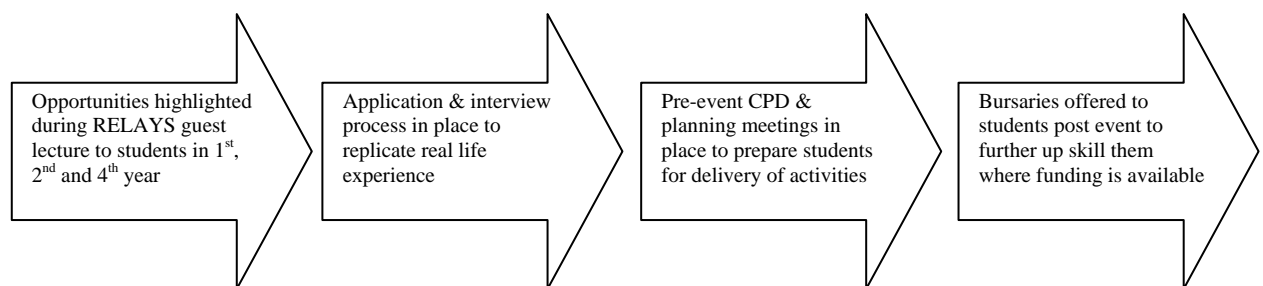 Opportunities highlighted
during RELAYS guest
lecture to students in 1st,
2nd and 4th year
Application & interview
process in place to
replicate real life
experience
Pre-event CPD &
planning meetings in
place to prepare students
for delivery of activities
Bursaries offered to
students post event to
further up skill them
where funding is available